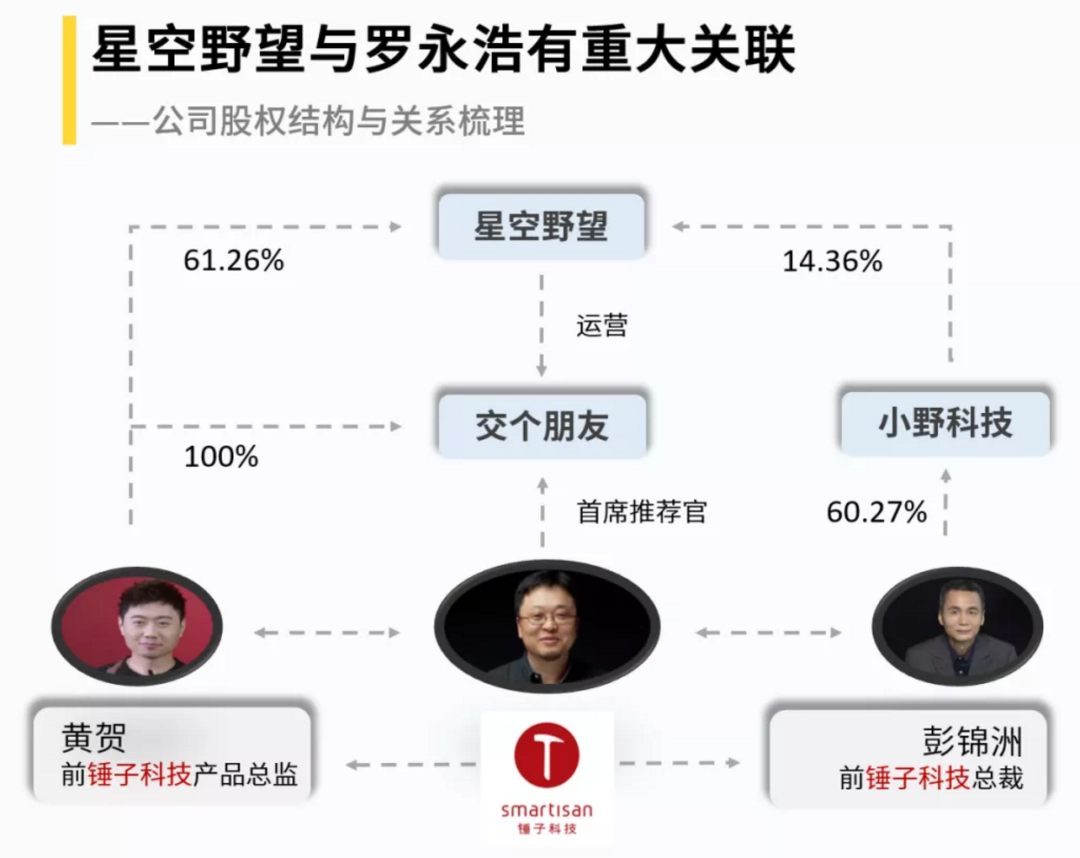 星空野望与罗永浩有重大关联
——公司股权结构与关系梳理
星空野望
61.26%
14.36%
运营
交个朋友
小野科技
100%
首席推荐官
60.27%
黄贺
前锤子科技产品总监
彭锦洲
前锤子科技总裁
smartisan
锤子科技